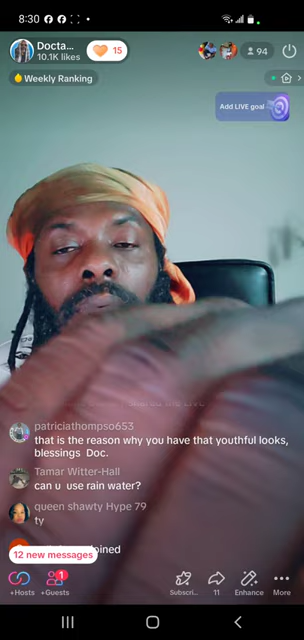 8:30
Docta...
10.1K likes
15
94
Weekly Ranking
Add LIVE goal
patriciathompso653
that is the reason why you have that youthful looks,
blessings Doc.
Tamar Witter-Hall
can u use rain water?
queen shawty Hype 79
ty
12 new messages
joined
1
+Hosts
+Guests
Subscri...
11
Enhance
More